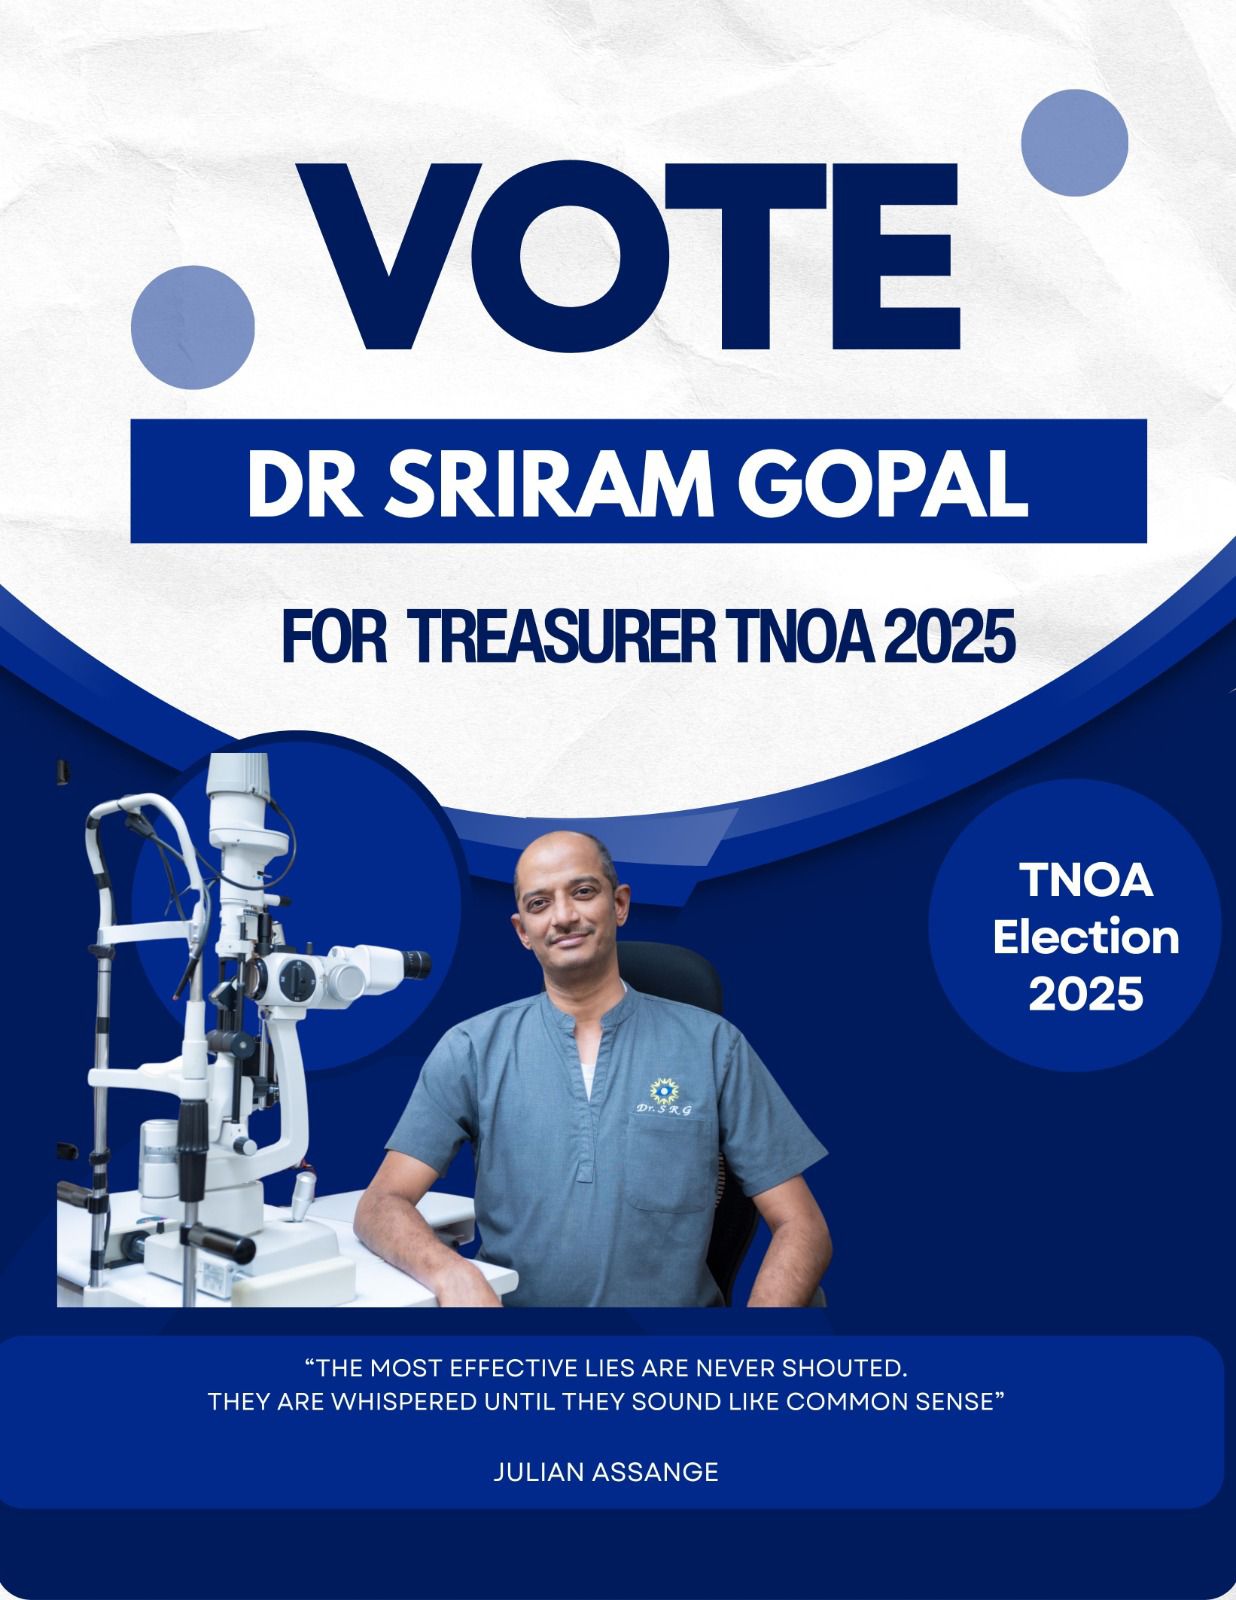 VOTE
DR SRIRAM GOPAL
FOR TREASURER TNOA 2025
TNOA
Election
2025
Dr. S R G
“THE MOST EFFECTIVE LIES ARE NEVER SHOUTED.
THEY ARE WHISPERED UNTIL THEY SOUND LIKE COMMON SENSE”
JULIAN ASSANGE